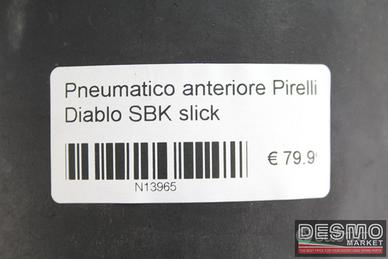 Pneumatico anteriore Pirelli
Diablo SBK slick
€ 79.9
N13965
DESMO
MARKET